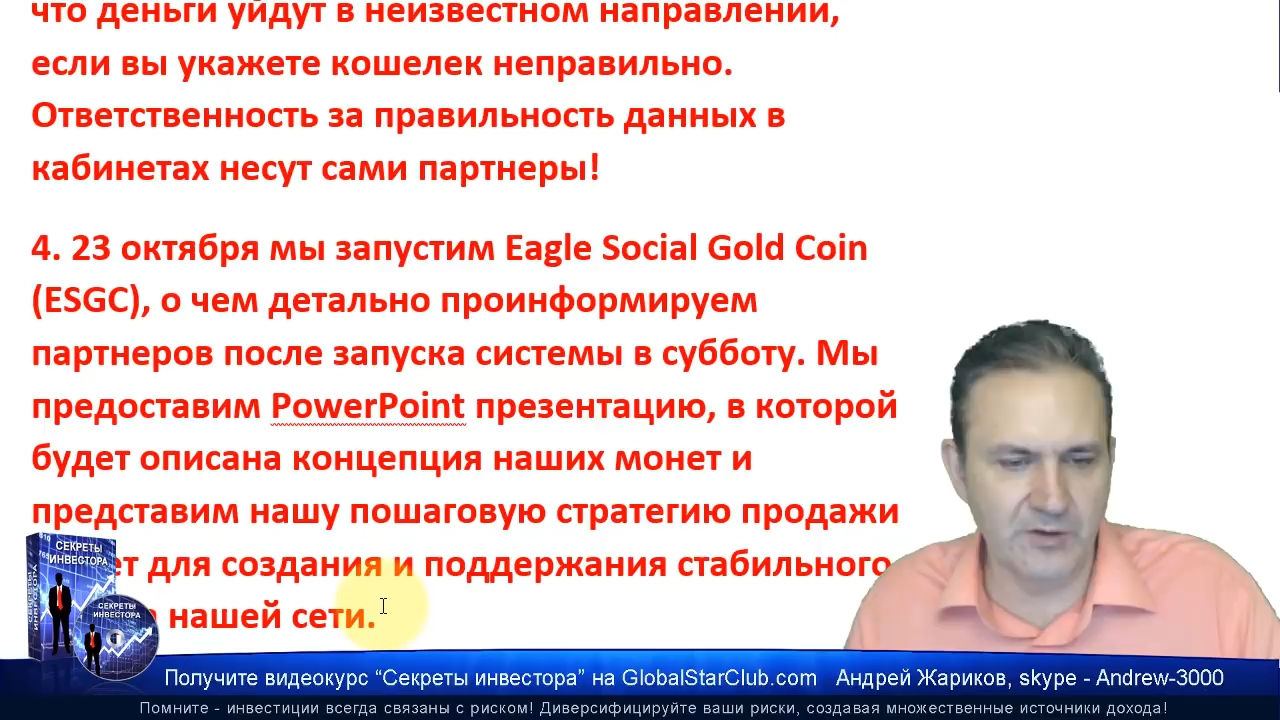 что деньги уйдут в неизвестном направлении,
если вы укажете кошелек неправильно.
Ответственность за правильность данных в
кабинетах несут сами партнеры!
4. 23 октября мы запустим Eagle Social Gold Coin
(ESGC), о чем детально проинформируем
партнеров после запуска системы в субботу. Мы
предоставим PowerPoint презентацию, в которой
будет описана концепция наших монет и
представим нашу пошаговую стратегию продажи
для создания и поддержания стабильного
нашей сети.
СЕКРЕТЫ
ИНВЕСТОРА
СЕКРЕТЫ
ИНВЕСТОРА
Получите видеокурс “Секреты инвестора” на GlobalStarClub.com Андрей Жариков, skype - Andrew-3000
Помните - инвестиции всегда связаны с риском! Диверсифицируйте ваши риски, создавая множественные источники дохода!